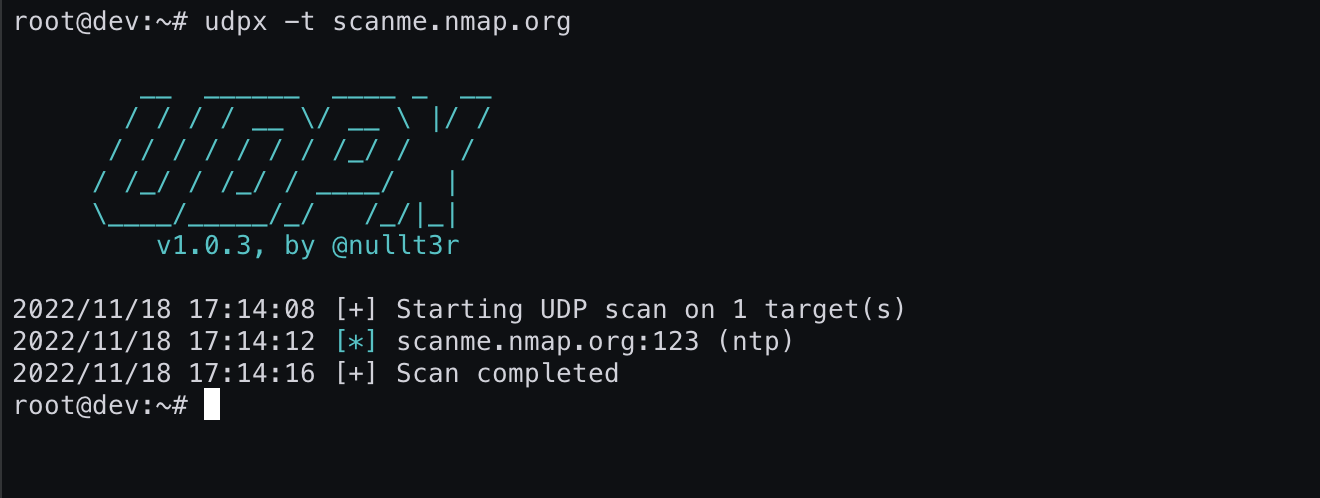 root@dev:~# udpx -t scanme.nmap.org
         __  ______  ____ _  __
        / / / / __ \/ __ \ |/ /
       / / / / / / / /_/ /   /
      / /_/ / /_/ / ____/   |
      \____/_____/_/   /_/|_|
          v1.0.3, by @nullt3r
2022/11/18 17:14:08 [+] Starting UDP scan on 1 target(s)
2022/11/18 17:14:12 [*] scanme.nmap.org:123 (ntp)
2022/11/18 17:14:16 [+] Scan completed
root@dev:~#